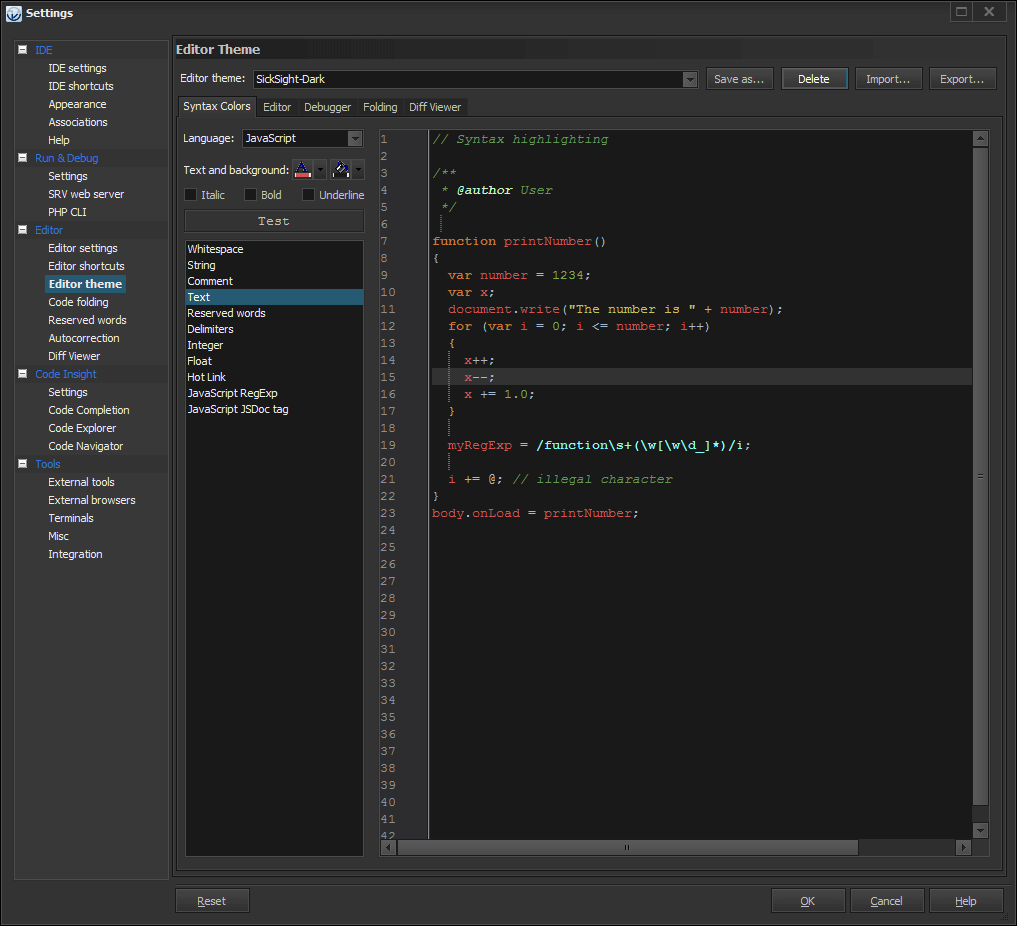 Settings
IDE
IDE settings
IDE shortcuts
Appearance
Associations
Help
Run & Debug
Settings
SRV web server
PHP CLI
Editor
Editor settings
Editor shortcuts
Editor theme
Code folding
Reserved words
Autocorrection
Diff Viewer
Code Insight
Settings
Code Completion
Code Explorer
Code Navigator
Tools
External tools
External browsers
Terminals
Misc
Integration
Editor Theme
Editor theme: SickSight-Dark Save as... Delete Import... Export...
Syntax Colors Editor Debugger Folding Diff Viewer
Language: JavaScript
Text and background:
Italic Bold Underline
Test
Whitespace
String
Comment
Text
Reserved words
Delimiters
Integer
Float
Hot Link
JavaScript RegExp
JavaScript JSDoc tag
1 // Syntax highlighting
2
3 /**
4 * @author User
5 */
6
7 function printNumber()
8 {
9 var number = 1234;
10 var x;
11 document.write("The number is " + number);
12 for (var i = 0; i <= number; i++)
13 {
14 x++;
15 x--;
16 x += 1.0;
17 }
18
19 myRegExp = /function\s+(\w[\w\d_]*)/i;
20
21 i += @; // illegal character
22 }
23 body.onLoad = printNumber;
24
25
26
27
28
29
30
31
32
33
34
35
36
37
38
39
40
41
42
Reset OK Cancel Help